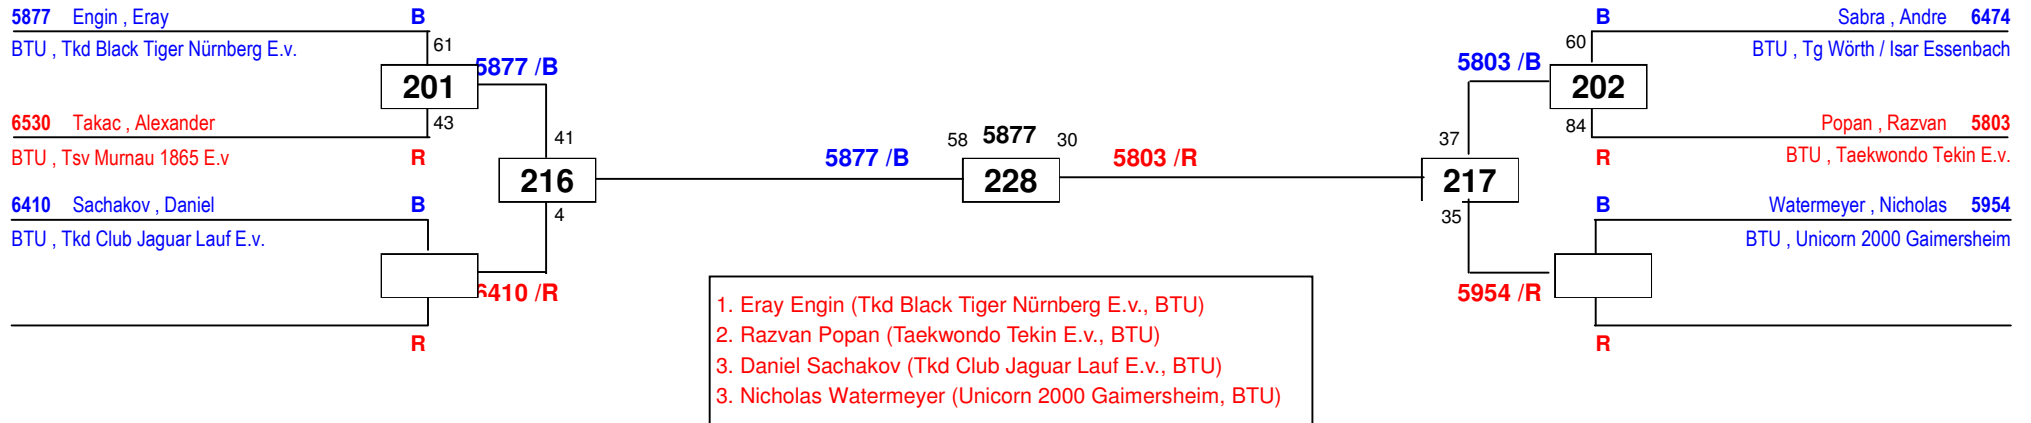 5877 Engin , Eray B
BTU , Tkd Black Tiger Nürnberg E.v.
61
5877 /B
201
6530 Takac , Alexander
43
BTU , Tsv Murnau 1865 E.v R
41
216
4
6410 Sachakov , Daniel B
BTU , Tkd Club Jaguar Lauf E.v.
6410 /R
R
5877 /B
58 5877 30
228
5803 /R
B Sabra , Andre 6474
60
BTU , Tg Wörth / Isar Essenbach
5803 /B
202
84
Popan , Razvan 5803
R BTU , Taekwondo Tekin E.v.
37
217
35
B Watermeyer , Nicholas 5954
BTU , Unicorn 2000 Gaimersheim
5954 /R
R
1. Eray Engin (Tkd Black Tiger Nürnberg E.v., BTU)
2. Razvan Popan (Taekwondo Tekin E.v., BTU)
3. Daniel Sachakov (Tkd Club Jaguar Lauf E.v., BTU)
3. Nicholas Watermeyer (Unicorn 2000 Gaimersheim, BTU)